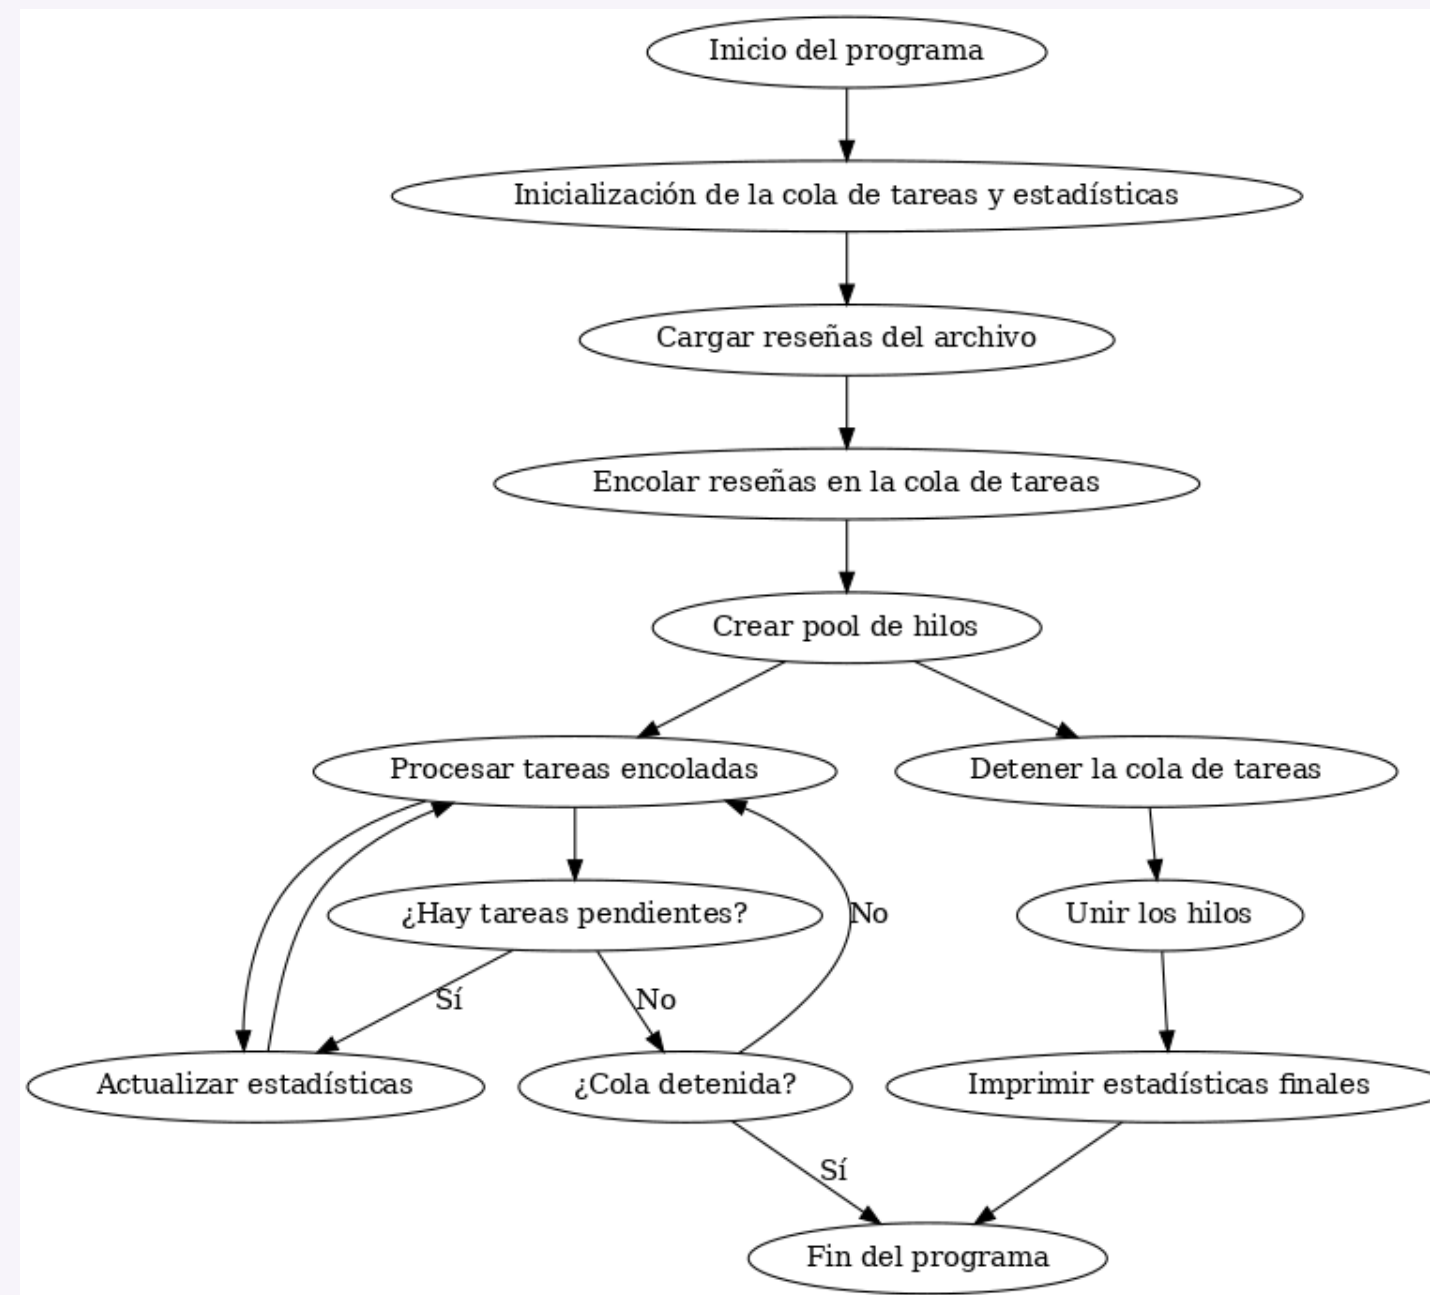 Inicio del programa
Inicialización de la cola de tareas y estadísticas
Cargar reseñas del archivo
Encolar reseñas en la cola de tareas
Crear pool de hilos
Procesar tareas encoladas
Detener la cola de tareas
¿Hay tareas pendientes?
No
Unir los hilos
Sí
No
Actualizar estadísticas
¿Cola detenida?
Imprimir estadísticas finales
Sí
Fin del programa